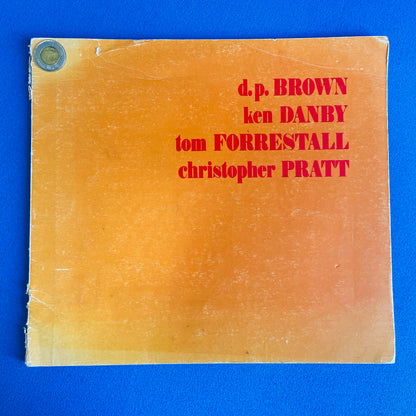 d.p. BROWN
ken DANBY
tom FORRESTALL
christopher PRATT